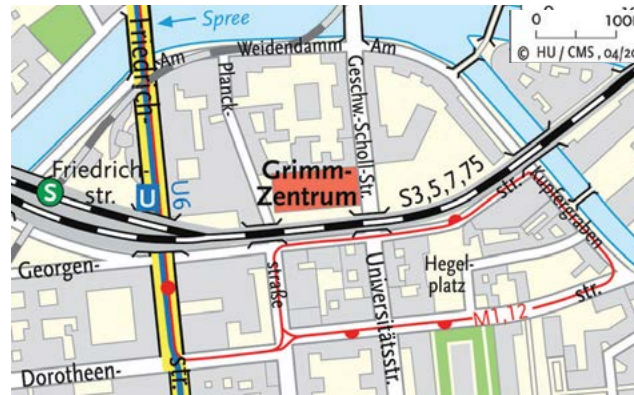 Spree
0 100
© HU / CMS , 04/20
Friedrich-
Am Weidendamm
Am
Planck-
Geschw.-Scholl-Str.
Friedrich-
str.
S
U
U6
Grimm-
Zentrum
S3,5,7,75
str.
Kupfergraben
Georgen-
straße
Universitätsstr.
Hegel-
platz
str.
M1,12
Dorotheen-
str.